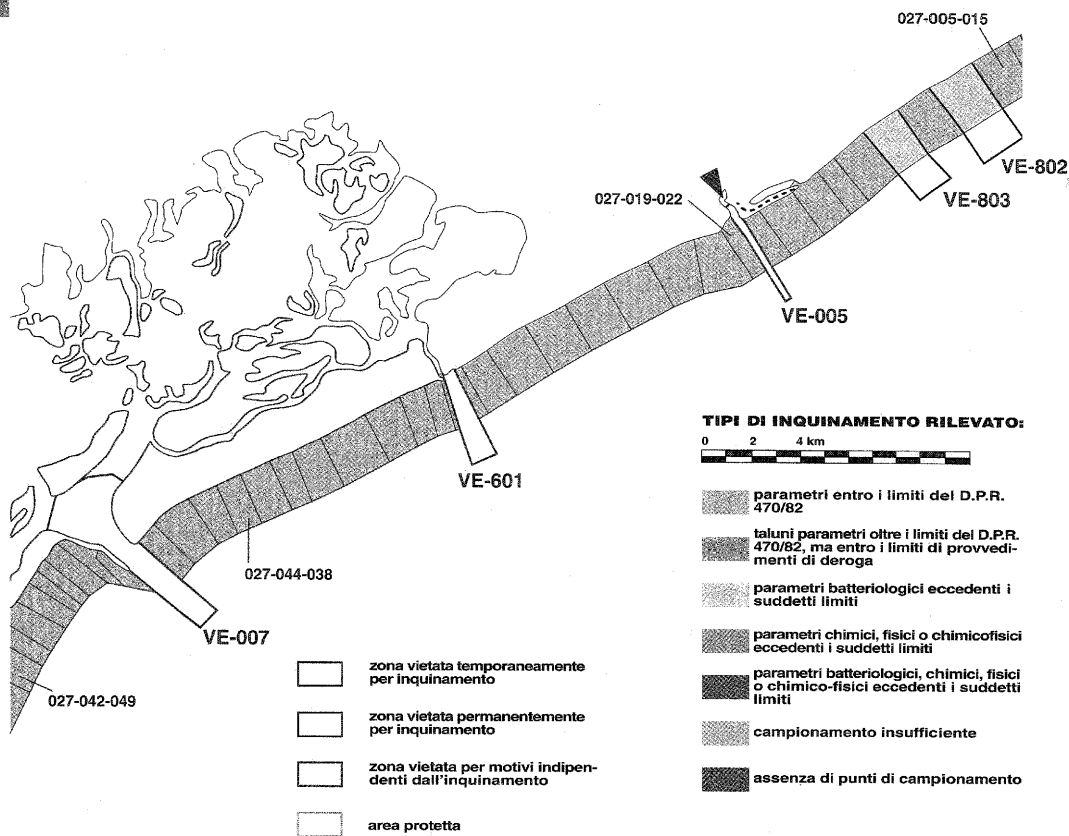 027-005-015
VE-802
VE-803
027-019-022
VE-005
VE-601
027-044-038
VE-007
027-042-049
TIPI DI INQUINAMENTO RILEVATO:
0 2 4 km
parametri entro i limiti del D.P.R.
470/82
taluni parametri oltre i limiti del D.P.R.
470/82, ma entro i limiti di provvedi-
menti di deroga
parametri batteriologici eccedenti i
suddetti limiti
parametri chimici, fisici o chimicofisici
eccedenti i suddetti limiti
parametri batteriologici, chimici, fisici
o chimico-fisici eccedenti i suddetti
limiti
campionamento insufficiente
assenza di punti di campionamento
zona vietata temporaneamente
per inquinamento
zona vietata permanentemente
per inquinamento
zona vietata per motivi indipen-
denti dall'inquinamento
area protetta